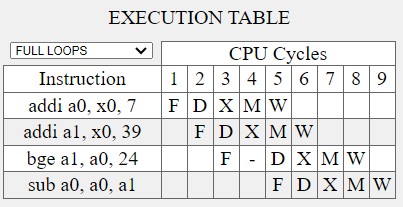 EXECUTION TABLE
FULL LOOPS CPU Cycles
Instruction 1 2 3 4 5 6 7 8 9
addi a0, x0, 7 F D X M W
addi a1, x0, 39 F D X M W
bge a1, a0, 24 F - D X M W
sub a0, a0, a1 F D X M W